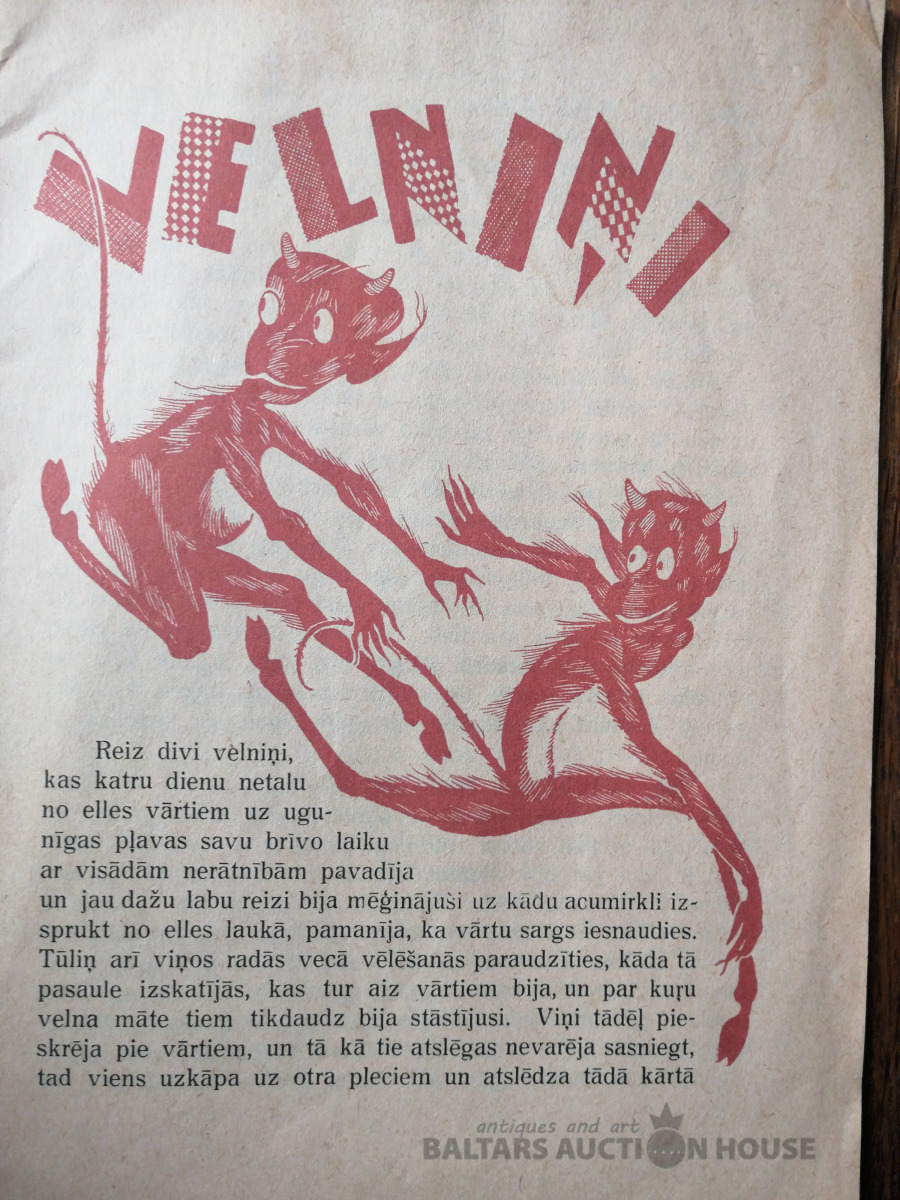 VELNIŅI
Reiz divi velniņi,
kas katru dienu netalu
no elles vārtiem uz ugu-
nīgas pļavas savu brīvo laiku
ar visādām nerātnībām pavadīja
un jau dažu labu reizi bija mēģinājuši uz kādu acumirkli iz-
sprukt no elles laukā, pamanīja, ka vārtu sargs iesnaudies.
Tūliņ arī viņos radās vecā vēlēšanās paraudzīties, kāda tā
pasaule izskatījās, kas tur aiz vārtiem bija, un par kuŗu
velna māte tiem tikdaudz bija stāstījusi. Viņi tādēļ pie-
skrēja pie vārtiem, un tā kā tie atslēgas nevarēja sasniegt,
tad viens uzkāpa uz otra pleciem un atslēdza tādā kārtā
antiques and art
BALTARS AUCTION HOUSE